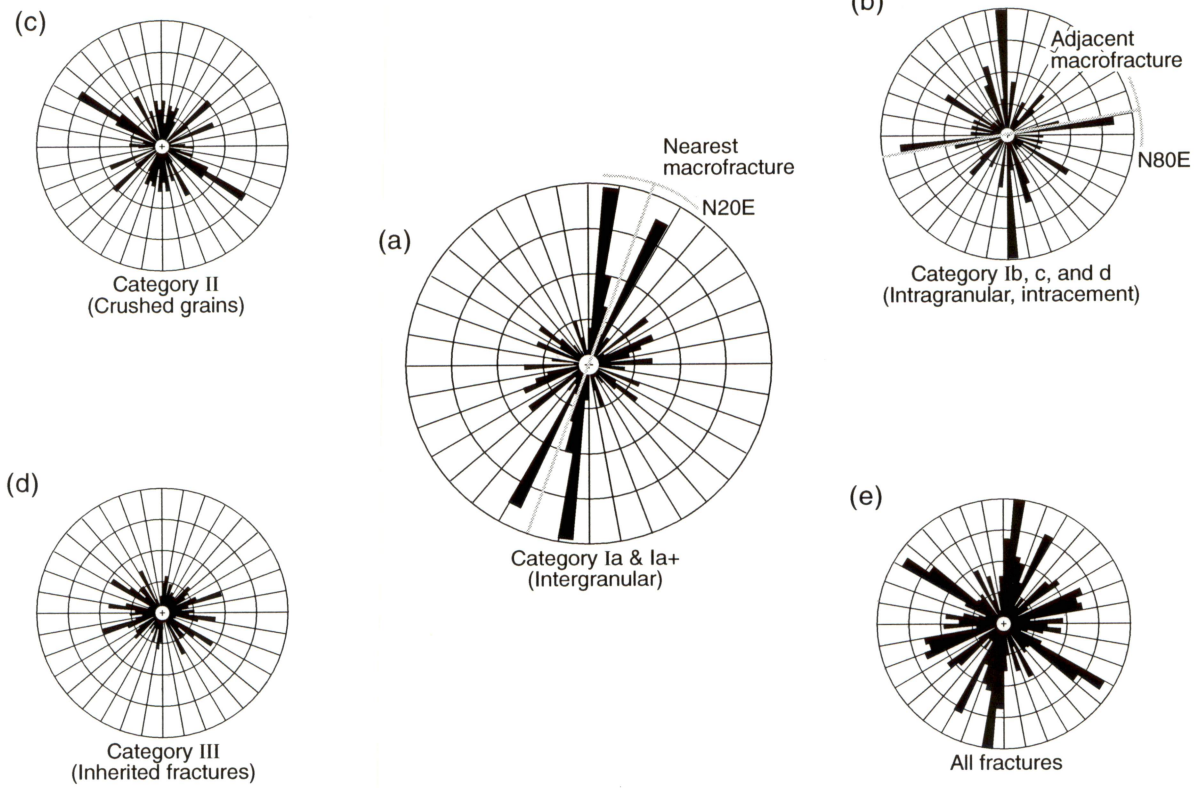 (c)
Category II
(Crushed grains)
(b)
Adjacent
macrofracture
N80E
Category Ib, c, and d
(Intragranular, intracement)
(a)
Nearest
macrofracture
N20E
Category Ia & Ia+
(Intergranular)
(d)
Category III
(Inherited fractures)
(e)
All fractures